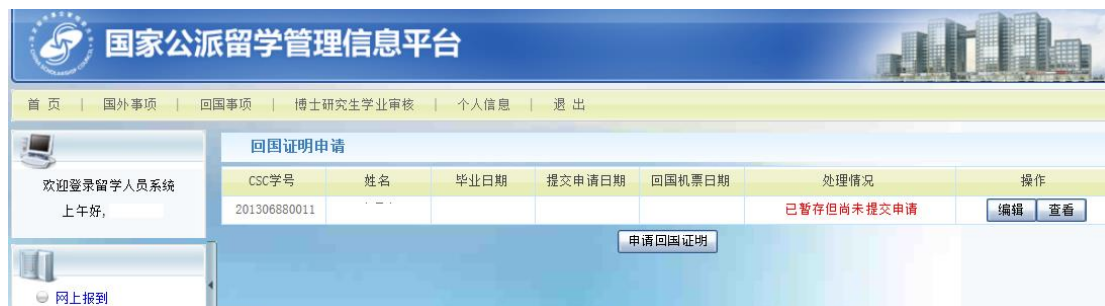 国家公派留学管理信息平台
首 页 | 国外事项 | 回国事项 | 博士研究生学业审核 | 个人信息 | 退 出
回国证明申请
欢迎登录留学人员系统
上午好,
CSC学号 姓名 毕业日期 提交申请日期 回国机票日期 处理情况 操作
201306880011 已暂存但尚未提交申请 编辑 查看
申请回国证明
网上报到